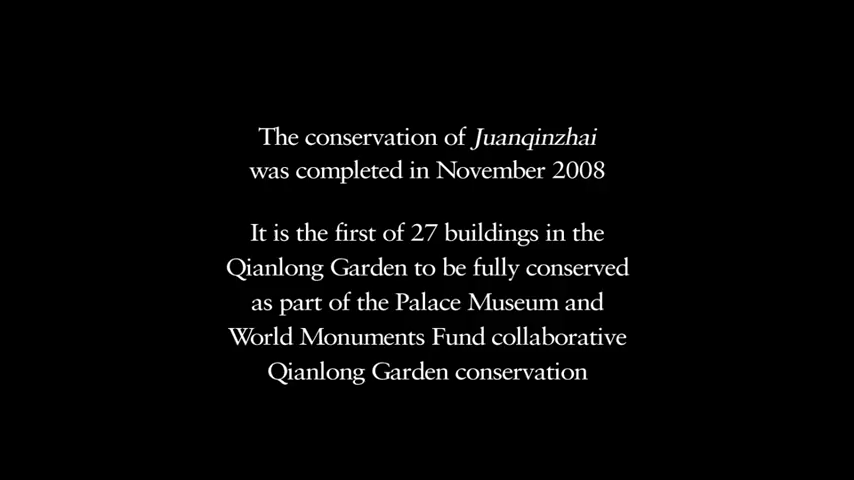 The conservation of Juanqinzhai
was completed in November 2008
It is the first of 27 buildings in the
Qianlong Garden to be fully conserved
as part of the Palace Museum and
World Monuments Fund collaborative
Qianlong Garden conservation